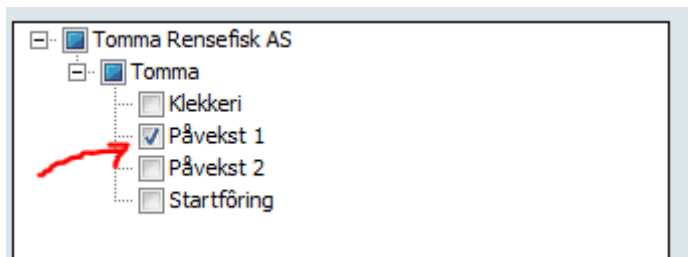 Tomma Rensefisk AS
Tomma
Klekkeri
Påvekst 1
Påvekst 2
Startfôring